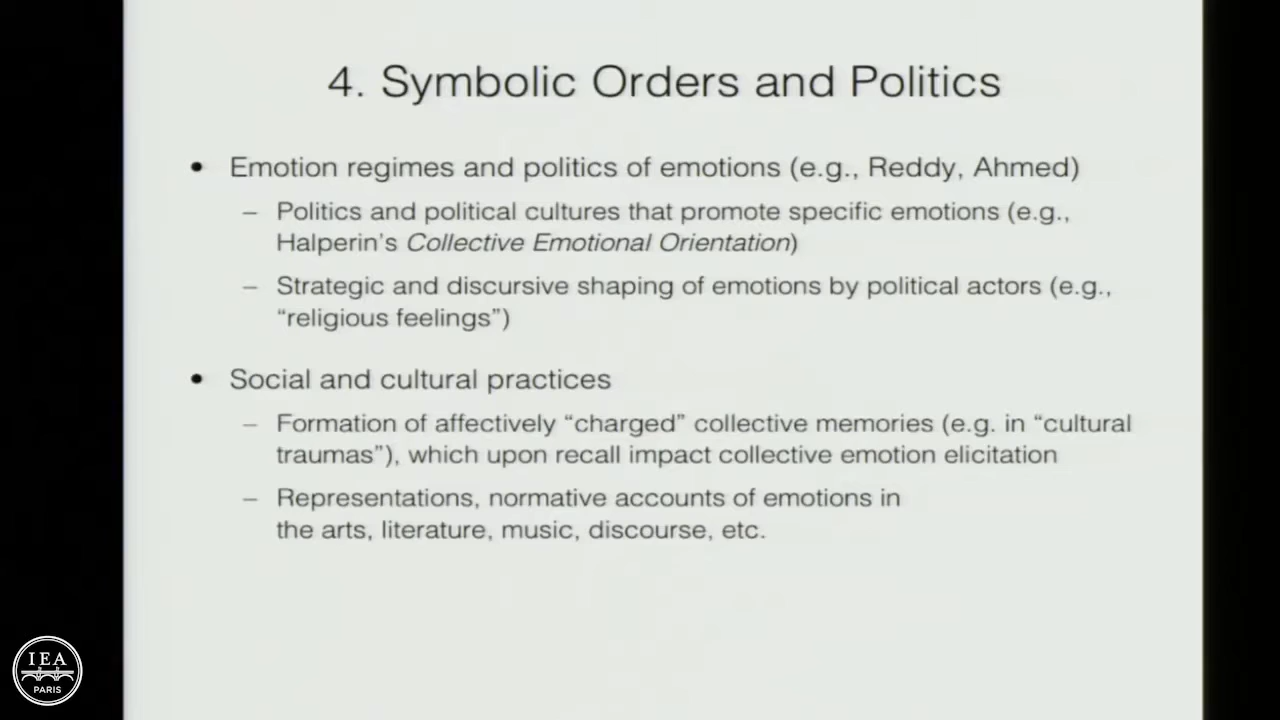 4. Symbolic Orders and Politics
• Emotion regimes and politics of emotions (e.g., Reddy, Ahmed)
– Politics and political cultures that promote specific emotions (e.g.,
Halperin’s Collective Emotional Orientation)
– Strategic and discursive shaping of emotions by political actors (e.g.,
“religious feelings”)
• Social and cultural practices
– Formation of affectively “charged” collective memories (e.g. in “cultural
traumas”), which upon recall impact collective emotion elicitation
– Representations, normative accounts of emotions in
the arts, literature, music, discourse, etc.
IEA
PARIS